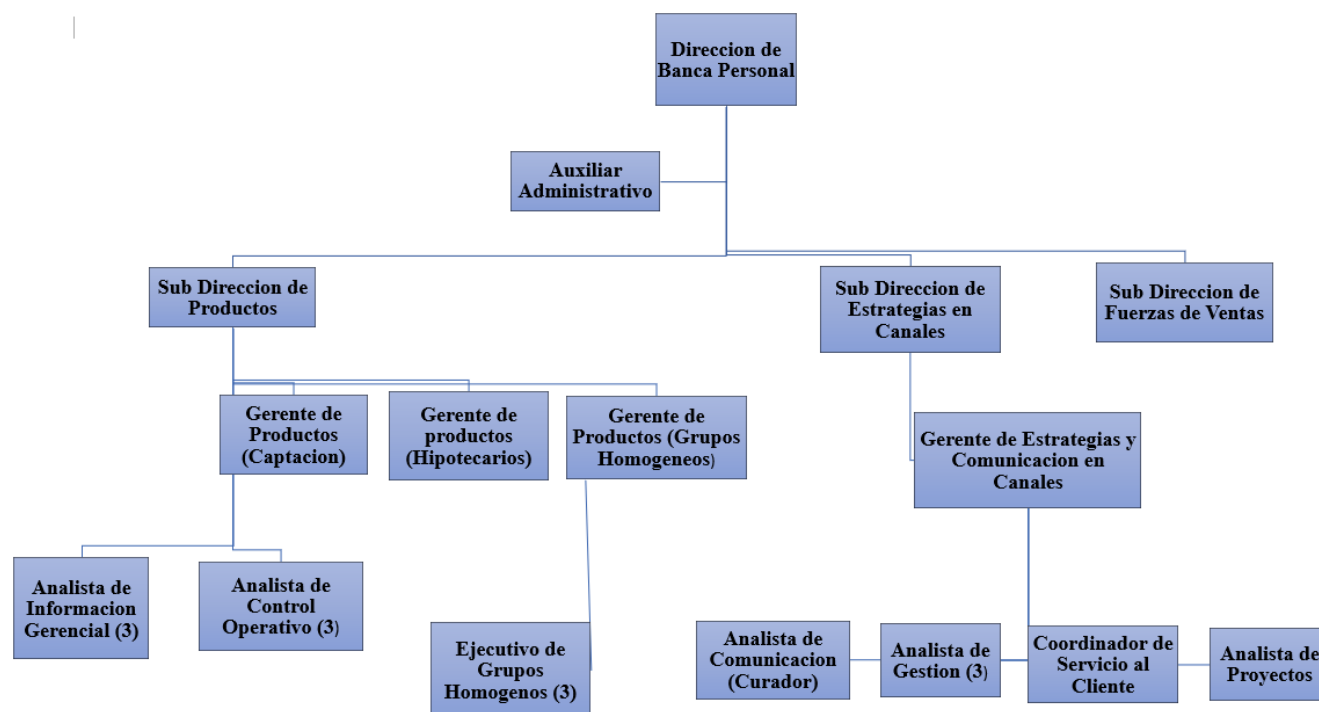 Direccion de
Banca Personal
Auxiliar
Administrativo
Sub Direccion de
Productos
Sub Direccion de
Estrategias en
Canales
Sub Direccion de
Fuerzas de Ventas
Gerente de
Productos
(Captacion)
Gerente de
productos
(Hipotecarios)
Gerente de
Productos (Grupos
Homogeneos)
Gerente de Estrategias y
Comunicacion en
Canales
Analista de
Informacion
Gerencial (3)
Analista de
Control
Operativo (3)
Ejecutivo de
Grupos
Homogenos (3)
Analista de
Comunicacion
(Curador)
Analista de
Gestion (3)
Coordinador de
Servicio al
Cliente
Analista de
Proyectos